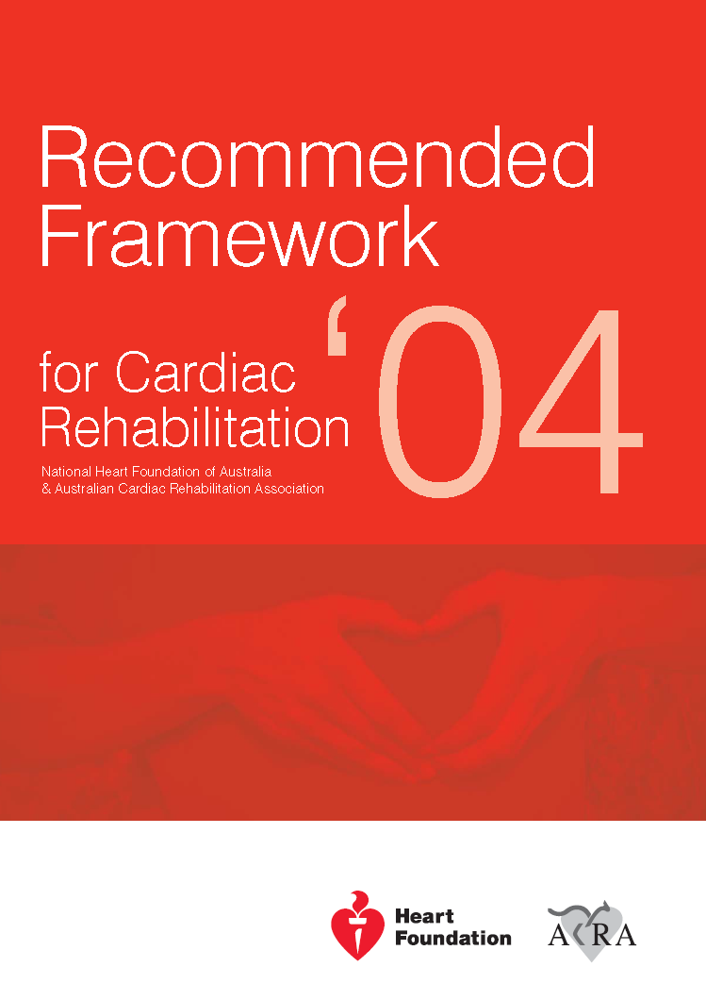 Recommended
Framework
for Cardiac
Rehabilitation
‘04
National Heart Foundation of Australia
& Australian Cardiac Rehabilitation Association
Heart
Foundation
ACRA